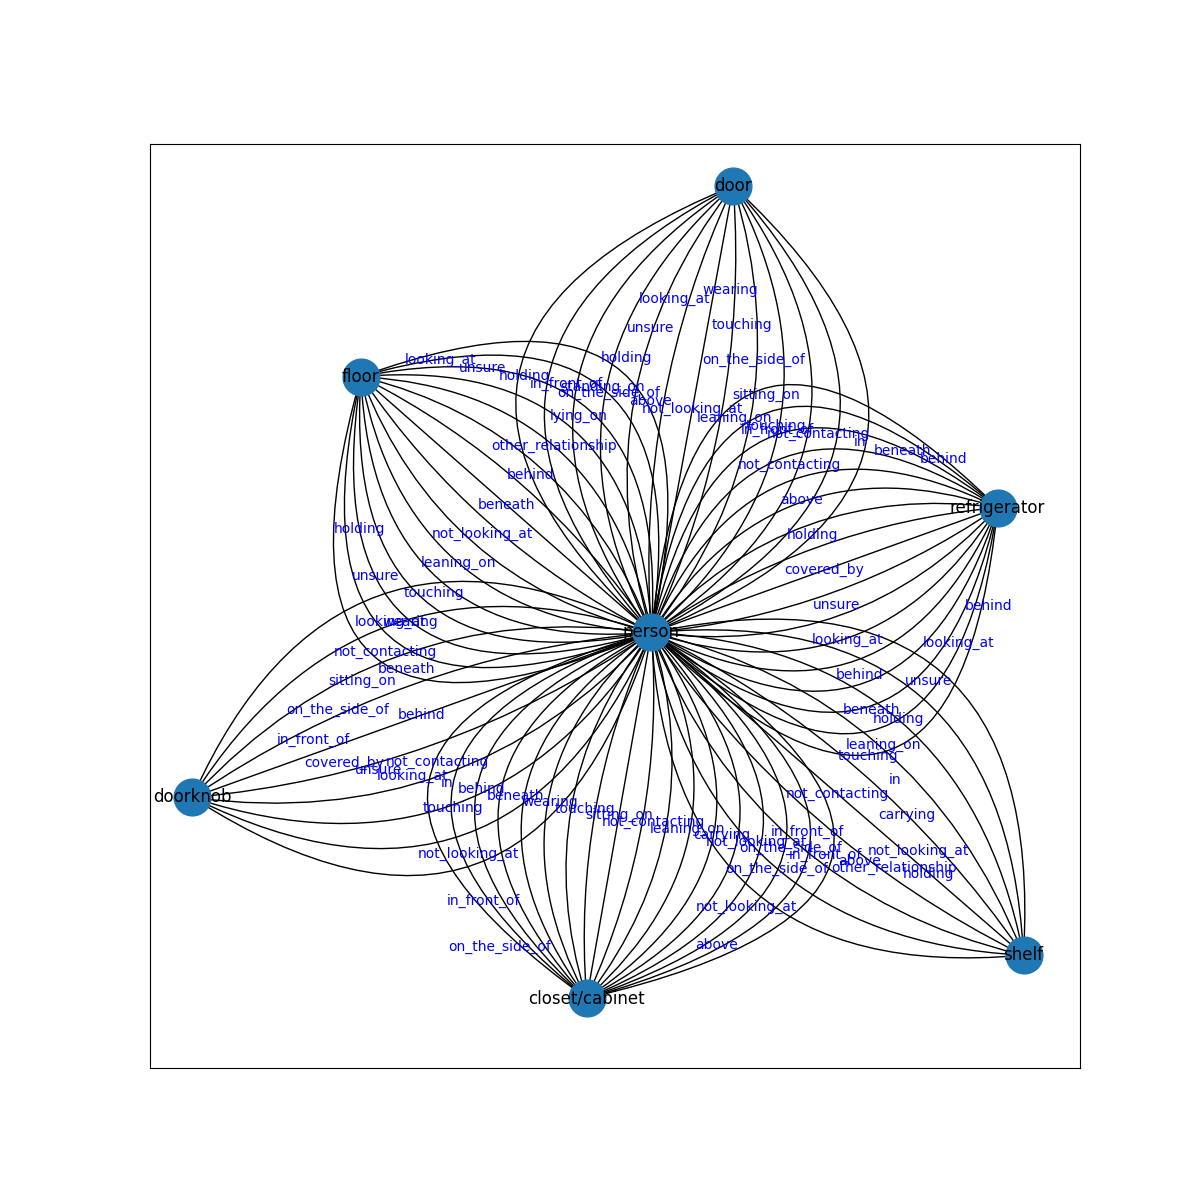 door
wearing
looking_at
touching
unsure
holding
on_the_side_of
looking_at
unsure
floor
holding
in_front_of
standing_on
on_the_side_of
sitting_on
above
not_looking_at
lying_on
leaning_on
touching
in_front_of
not_contacting
in
other_relationship
beneath
behind
not_contacting
behind
above
beneath
refrigerator
holding
not_looking_at
holding
leaning_on
covered_by
unsure
touching
unsure
behind
looking_at
wearing
person
looking_at
looking_at
not_contacting
beneath
behind
sitting_on
unsure
on_the_side_of
behind
beneath
holding
in_front_of
leaning_on
touching
covered_by
not_contacting
unsure
looking_at
in
in
behind
not_contacting
doorknob
beneath
wearing
touching
touching
sitting_on
carrying
not_contacting
leaning_on
in_front_of
carrying
not_looking_at
on_the_side_of
not_looking_at
in_front_of
not_looking_at
above
on_the_side_of
other_relationship
holding
in_front_of
not_looking_at
on_the_side_of
above
shelf
closet/cabinet